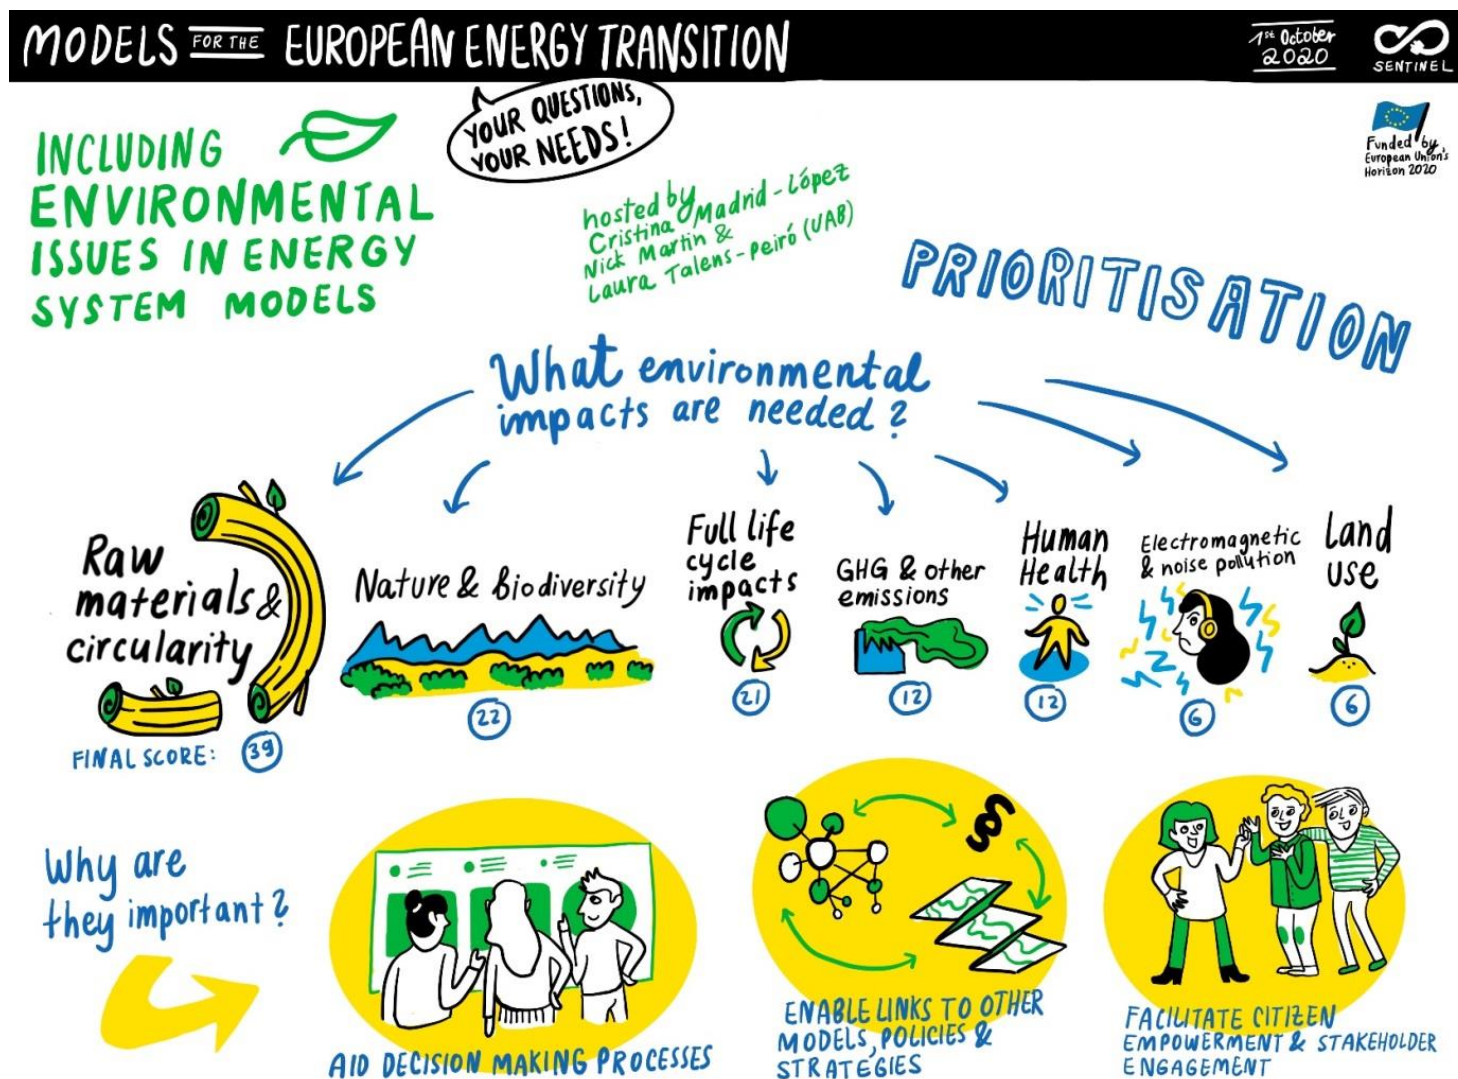 MODELS FOR THE EUROPEAN ENERGY TRANSITION
1st October
2020
SENTINEL
YOUR QUESTIONS,
YOUR NEEDS!
Funded by
European Union's
Horizon 2020
INCLUDING
ENVIRONMENTAL
ISSUES IN ENERGY
SYSTEM MODELS
hosted by
Cristina Madrid-López
Nick Martin &
Laura Talens-Peiró (UAB)
PRIORITISATION
What environmental
impacts are needed?
Raw
materials &
circularity
Nature & Biodiversity
Full life
cycle
impacts
GHG & other
emissions
Human
Health
Electromagnetic
& noise pollution
Land
use
FINAL SCORE: 39
22
21
12
12
6
6
Why are
they important?
AID DECISION MAKING PROCESSES
§
ENABLE LINKS TO OTHER
MODELS, POLICIES &
STRATEGIES
FACILITATE CITIZEN
EMPOWERMENT & STAKEHOLDER
ENGAGEMENT